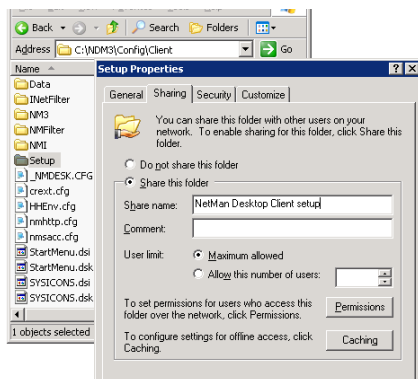 Back
Search
Folders
Address C:\NDM3\Config\Client
Go
Name
Data
INetFilter
NM3
NMFilter
NMI
Setup
_NMDESK.CFG
crext.cfg
HHEnv.cfg
nmhttp.cfg
nmsacc.cfg
StartMenu.dsi
StartMenu.dsk
SYSICONS.dsi
SYSICONS.dsk
1 objects selected
Setup Properties
General Sharing Security Customize
You can share this folder with other users on your
network. To enable sharing for this folder, click Share this
folder.
Do not share this folder
Share this folder
Share name: NetMan Desktop Client setup
Comment:
User limit: Maximum allowed
Allow this number of users:
To set permissions for users who access this
folder over the network, click Permissions.
Permissions
To configure settings for offline access, click
Caching.
Caching